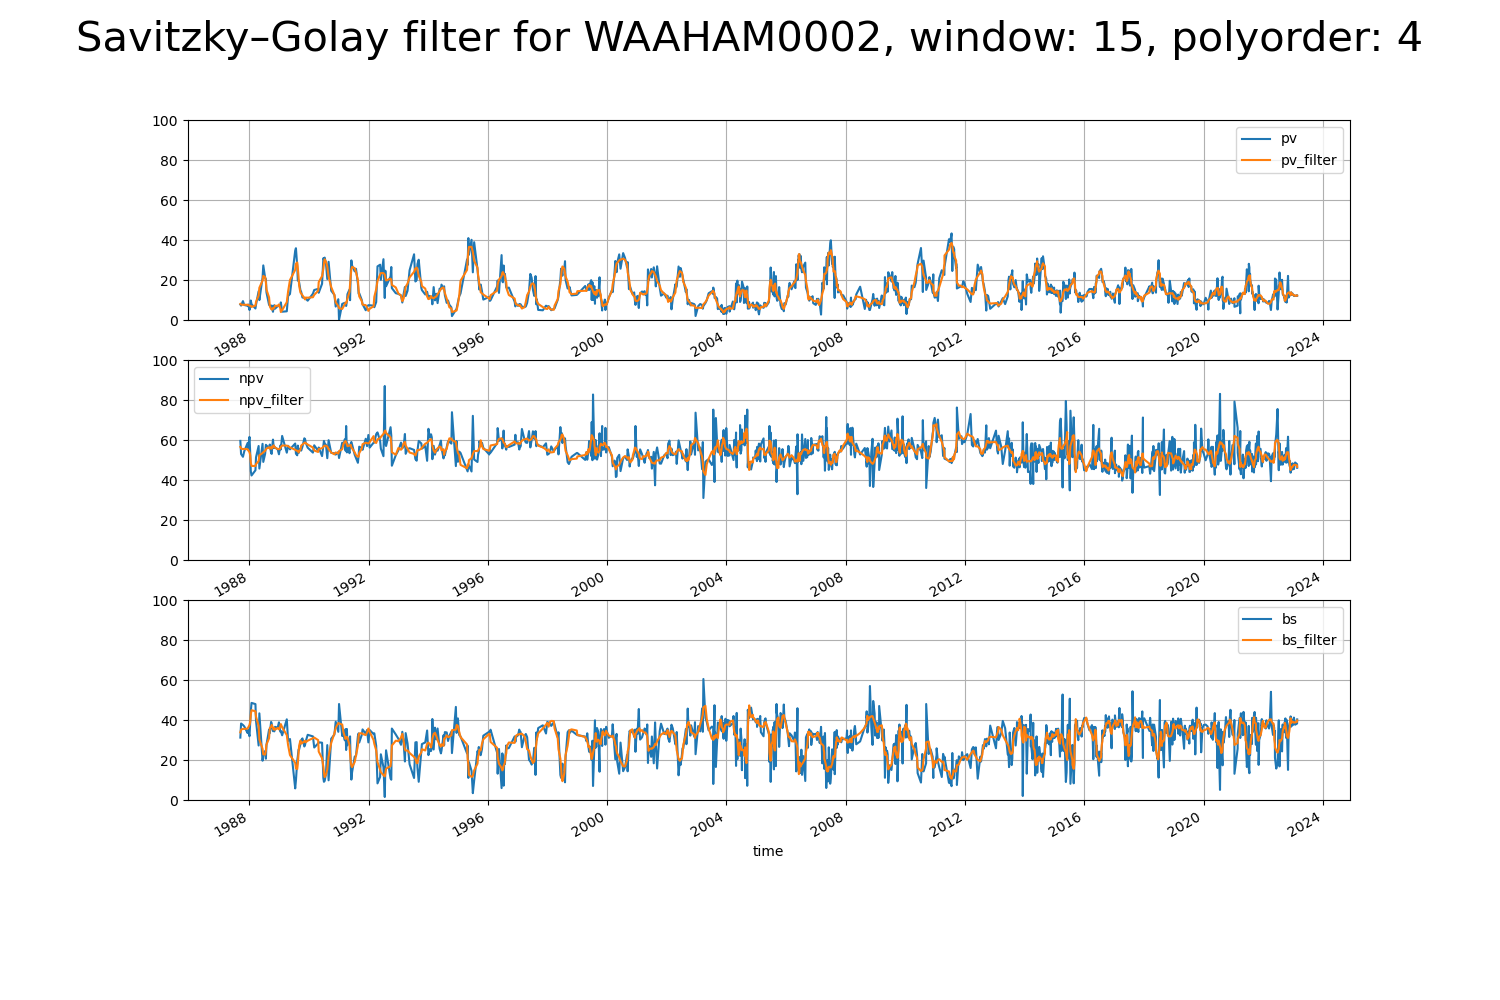 Savitzky–Golay filter for WAAHAM0002, window: 15, polyorder: 4
100
80
60
40
20
0
pv
pv_filter
1988 1992 1996 2000 2004 2008 2012 2016 2020 2024
100
80
60
40
20
0
npv
npv_filter
1988 1992 1996 2000 2004 2008 2012 2016 2020 2024
100
80
60
40
20
0
bs
bs_filter
1988 1992 1996 2000 2004 2008 2012 2016 2020 2024
time